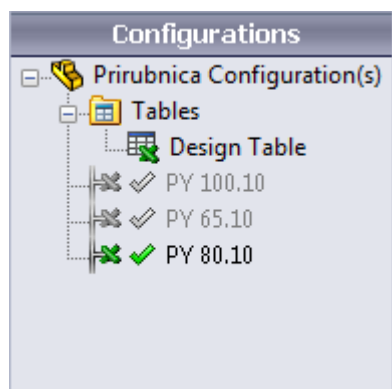 Configurations
Prirubnica Configuration(s)
Tables
Design Table
PY 100.10
PY 65.10
PY 80.10